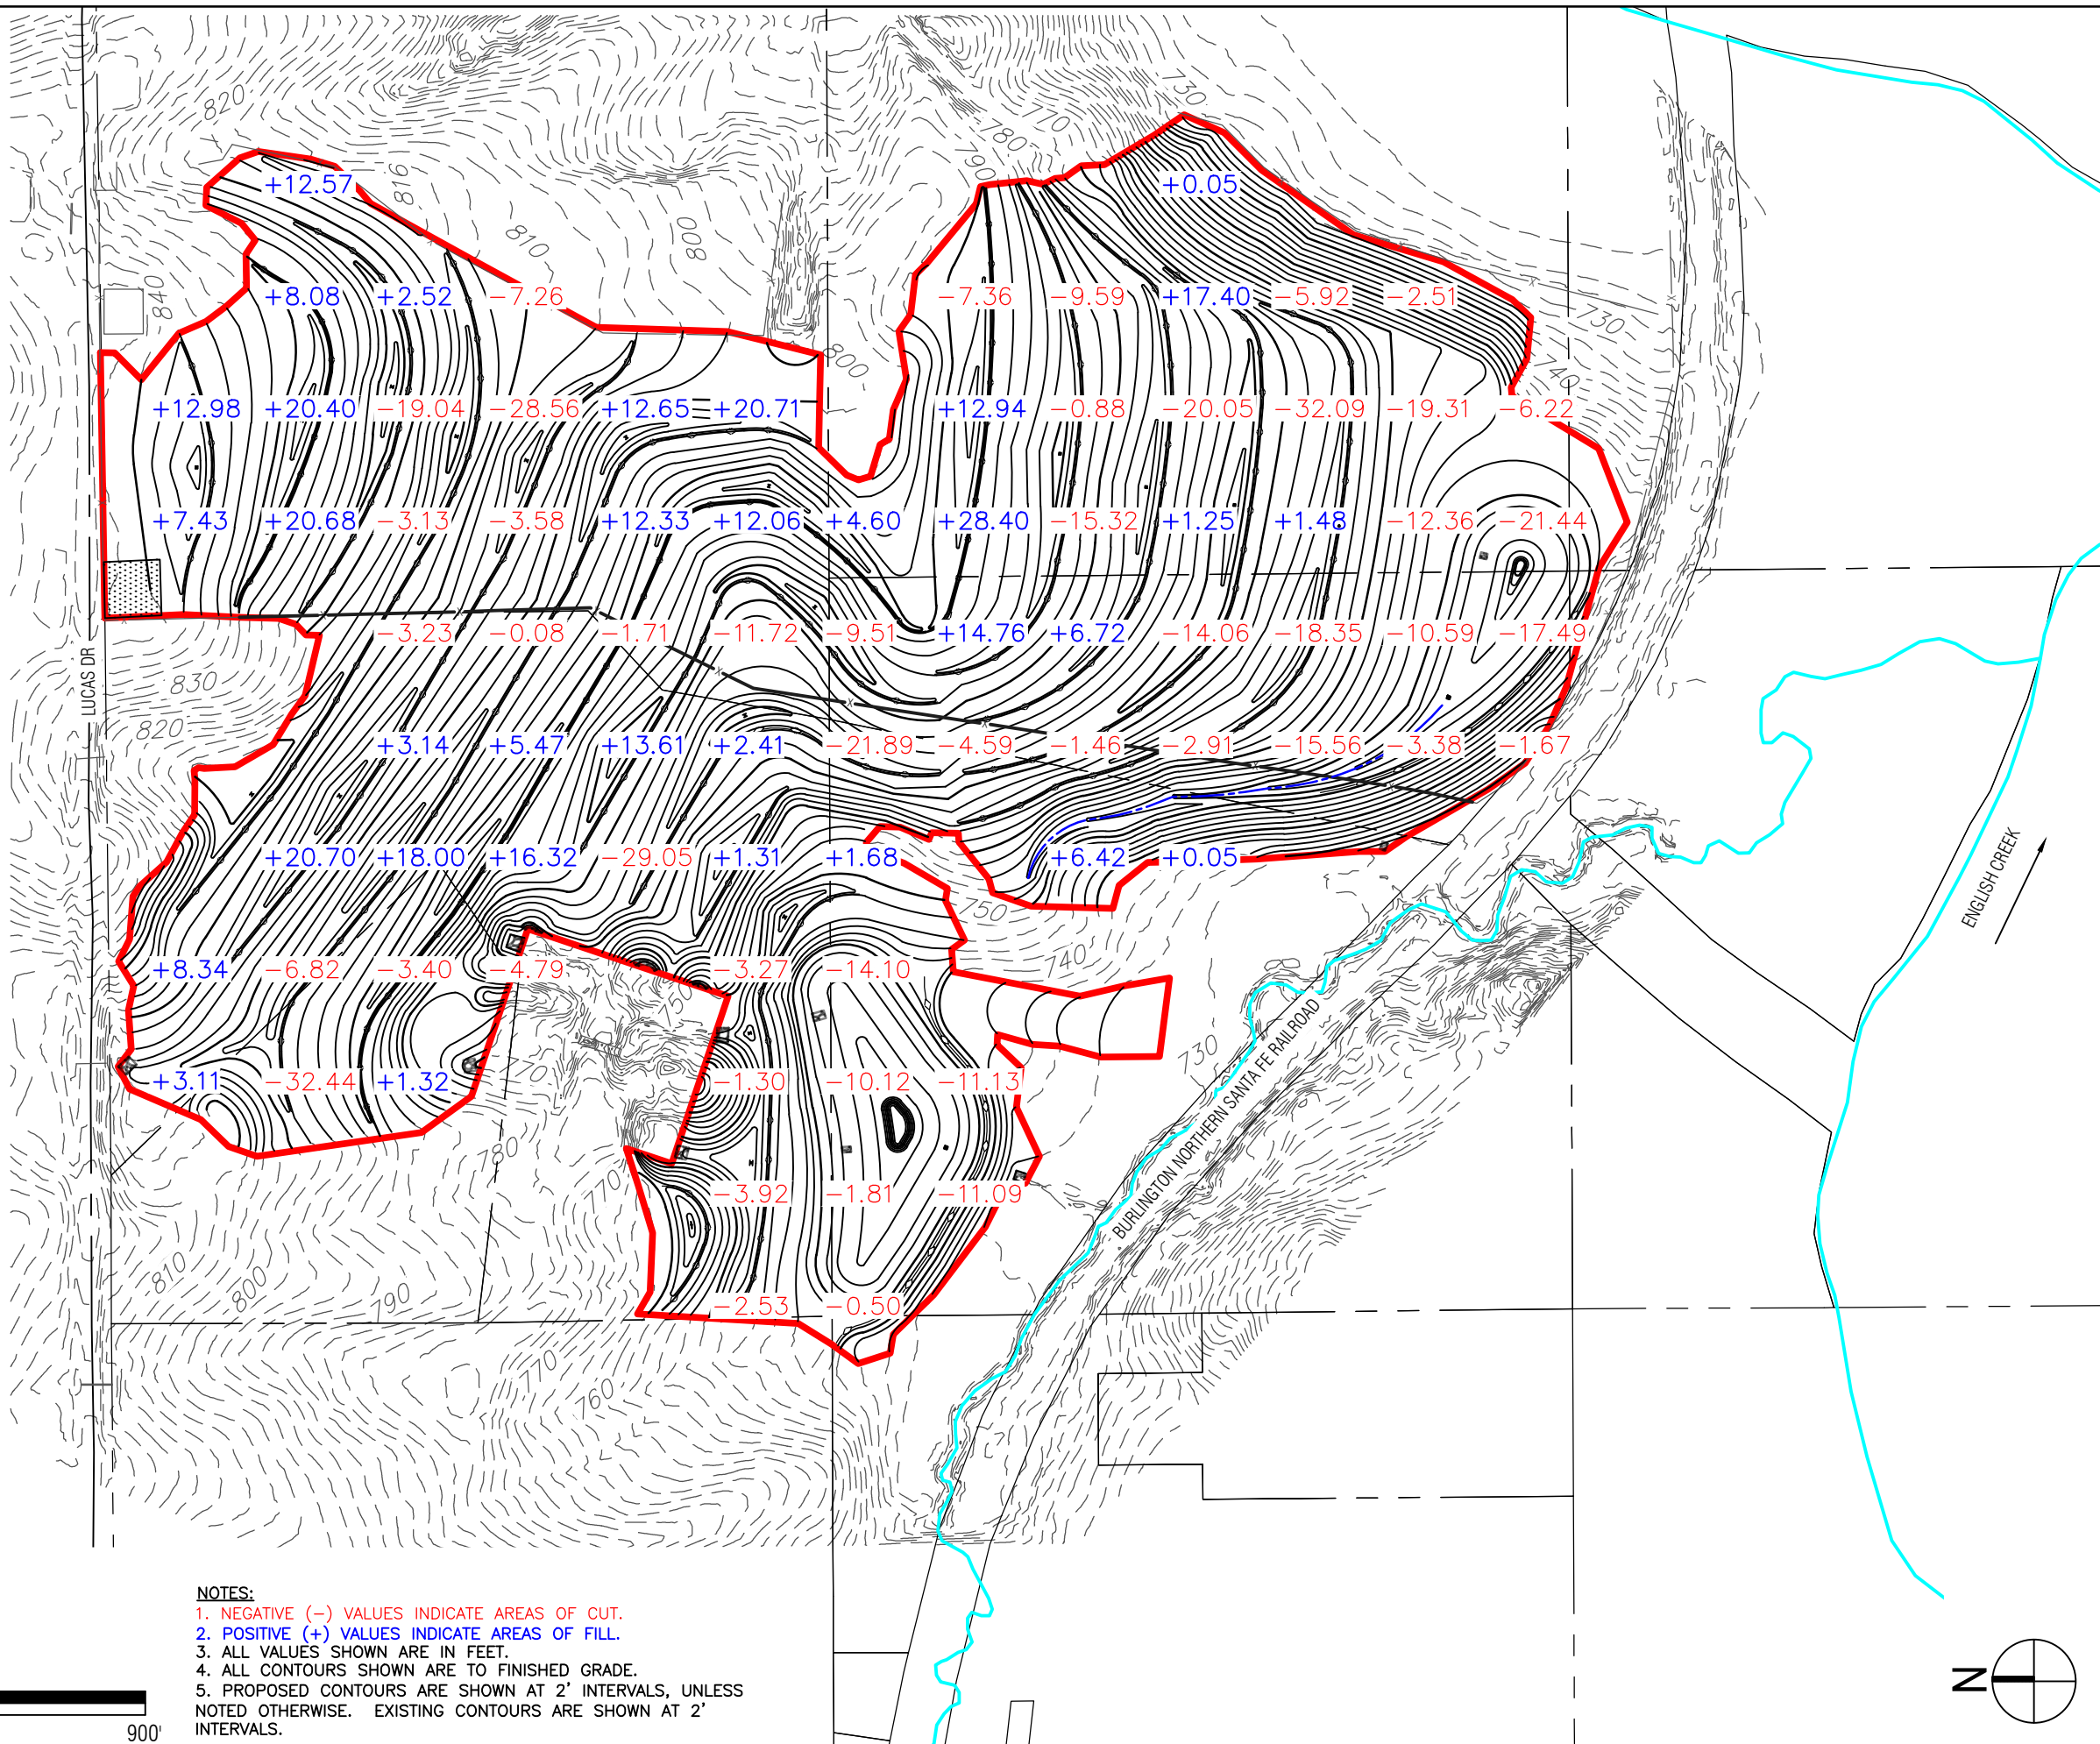 820
730
770
780
790
816
+12.57
+0.05
810
800
840
+8.08 +2.52 −7.26 −7.36 −9.59 +17.40 −5.92 −2.51
730
800
740
+12.98 +20.40 −19.04 −28.56 +12.65 +20.71 +12.94 −0.88 −20.05 −32.09 −19.31 −6.22
+7.43 +20.68 −3.13 −3.58 +12.33 +12.06 +4.60 +28.40 −15.32 +1.25 +1.48 −12.36 −21.44
−3.23 −0.08 −1.71 −11.72 −9.51 +14.76 +6.72 −14.06 −18.35 −10.59 −17.49
LUCAS DR
830
820
+3.14 +5.47 +13.61 +2.41 −21.89 −4.59 −1.46 −2.91 −15.56 −3.38 −1.67
+20.70 +18.00 +16.32 −29.05 +1.31 +1.68 +6.42 +0.05
ENGLISH CREEK
750
740
+8.34 −6.82 −3.40 −4.79 −3.27 −14.10
750
730
BURLINGTON NORTHERN SANTA FE RAILROAD
770
+3.11 −32.44 +1.32 −1.30 −10.12 −11.13
780
770
−3.92 −1.81 −11.09
810
800
790
−2.53 −0.50
770
760
NOTES:
1. NEGATIVE (−) VALUES INDICATE AREAS OF CUT.
2. POSITIVE (+) VALUES INDICATE AREAS OF FILL.
3. ALL VALUES SHOWN ARE IN FEET.
4. ALL CONTOURS SHOWN ARE TO FINISHED GRADE.
5. PROPOSED CONTOURS ARE SHOWN AT 2' INTERVALS, UNLESS
NOTED OTHERWISE. EXISTING CONTOURS ARE SHOWN AT 2'
INTERVALS.
900'
N